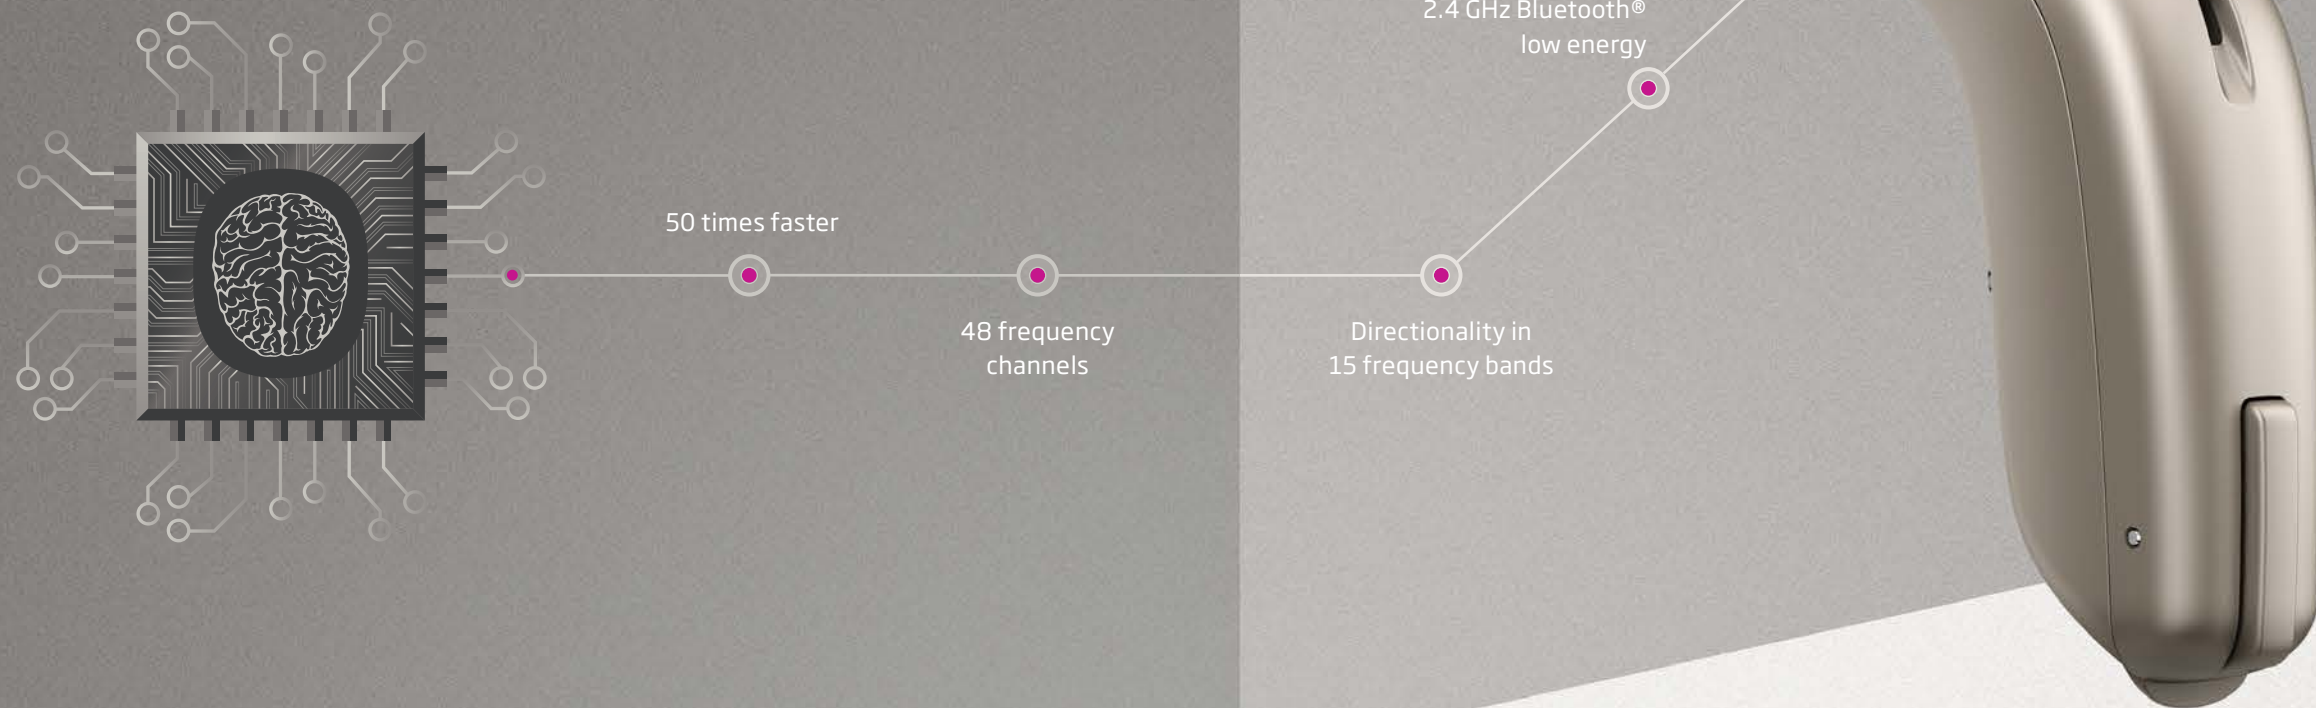 2.4 GHz Bluetooth®
low energy
50 times faster
48 frequency
channels
Directionality in
15 frequency bands